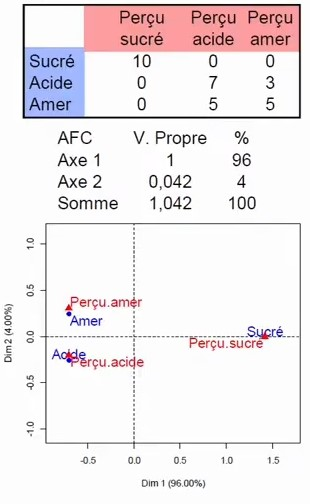 Perçu Perçu Perçu
sucré acide amer
Sucré 10 0 0
Acide 0 7 3
Amer 0 5 5
AFC V. Propre %
Axe 1 1 96
Axe 2 0,042 4
Somme 1,042 100
1.0
0.5
0.0
-0.5
-1.0
Dim 2 (4.00%)
Perçu.amer
Amer
Sucré
Perçu.sucré
Acide
Perçu.acide
-0.5 0.0 0.5 1.0 1.5
Dim 1 (96.00%)